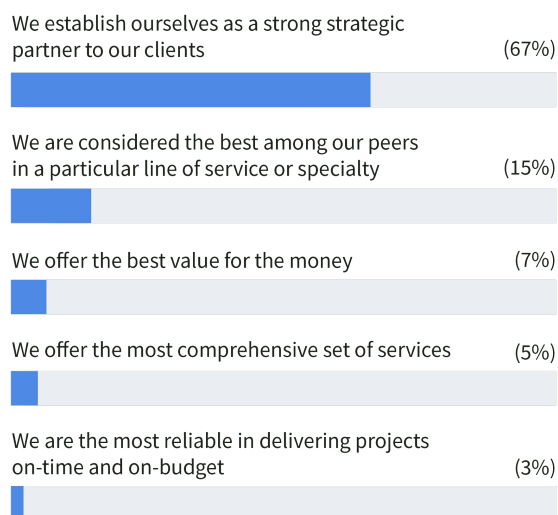 We establish ourselves as a strong strategic
partner to our clients (67%)
We are considered the best among our peers
in a particular line of service or specialty (15%)
We offer the best value for the money (7%)
We offer the most comprehensive set of services (5%)
We are the most reliable in delivering projects
on-time and on-budget (3%)